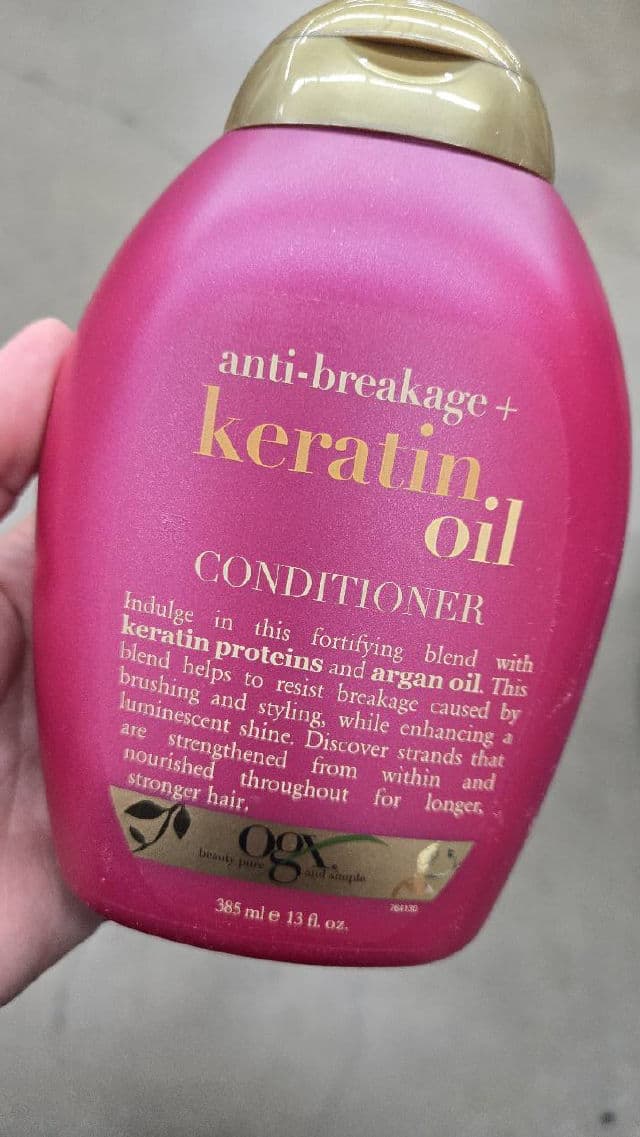 anti-breakage +
keratin
oil
CONDITIONER
Indulge in this fortifying blend with
keratin proteins and argan oil. This
blend helps to resist breakage caused by
brushing and styling, while enhancing a
luminescent shine. Discover strands that
are strengthened from within and
nourished throughout for longer,
stronger hair.
ogx®
beauty pure and simple
385 ml e 13 fl. oz.
764130